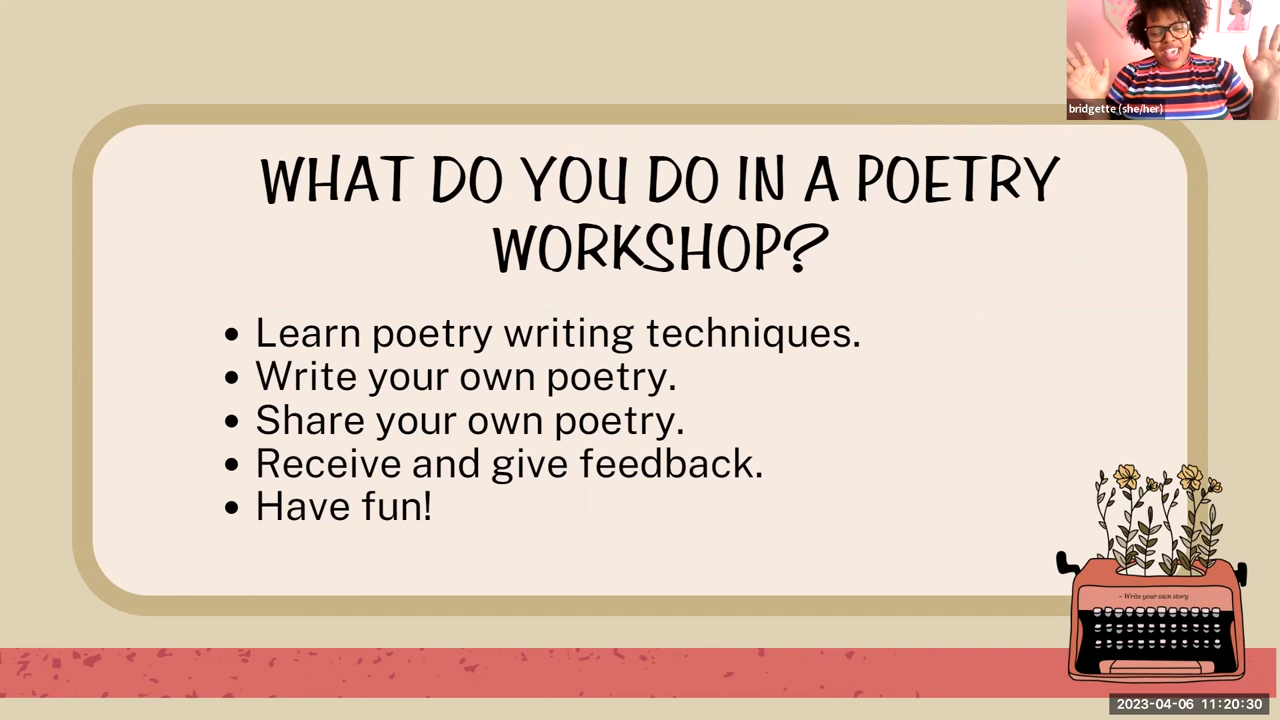 bridgette (she/her)
WHAT DO YOU DO IN A POETRY
WORKSHOP?
• Learn poetry writing techniques.
• Write your own poetry.
• Share your own poetry.
• Receive and give feedback.
• Have fun!
~ Write your own story
2023-04-06 11:20:30